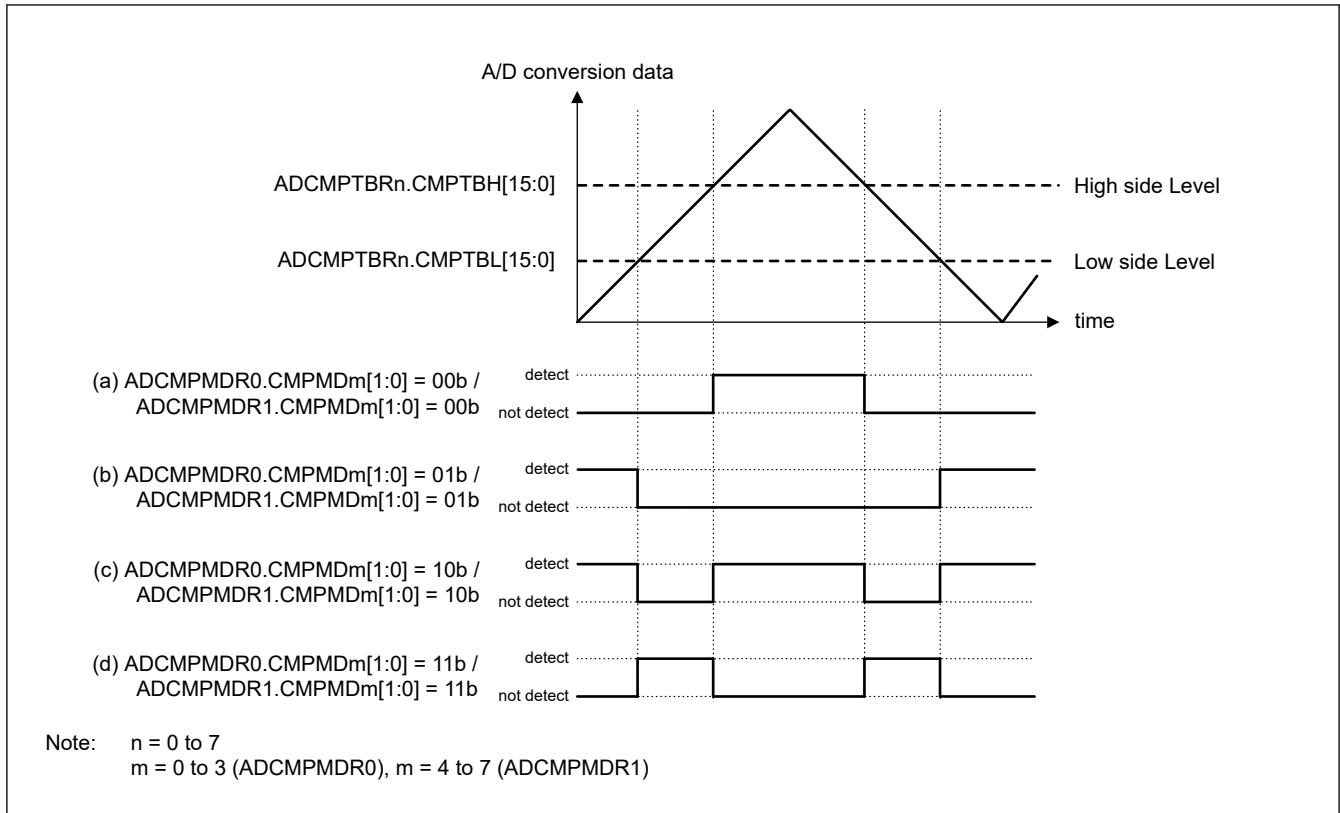 A/D conversion data
ADCMPTBRn.CMPTBH[15:0]
High side Level
ADCMPTBRn.CMPTBL[15:0]
Low side Level
time
(a) ADCMPMDR0.CMPMDm[1:0] = 00b /
ADCMPMDR1.CMPMDm[1:0] = 00b
detect
not detect
(b) ADCMPMDR0.CMPMDm[1:0] = 01b /
ADCMPMDR1.CMPMDm[1:0] = 01b
detect
not detect
(c) ADCMPMDR0.CMPMDm[1:0] = 10b /
ADCMPMDR1.CMPMDm[1:0] = 10b
detect
not detect
(d) ADCMPMDR0.CMPMDm[1:0] = 11b /
ADCMPMDR1.CMPMDm[1:0] = 11b
detect
not detect
Note: n = 0 to 7
m = 0 to 3 (ADCMPMDR0), m = 4 to 7 (ADCMPMDR1)